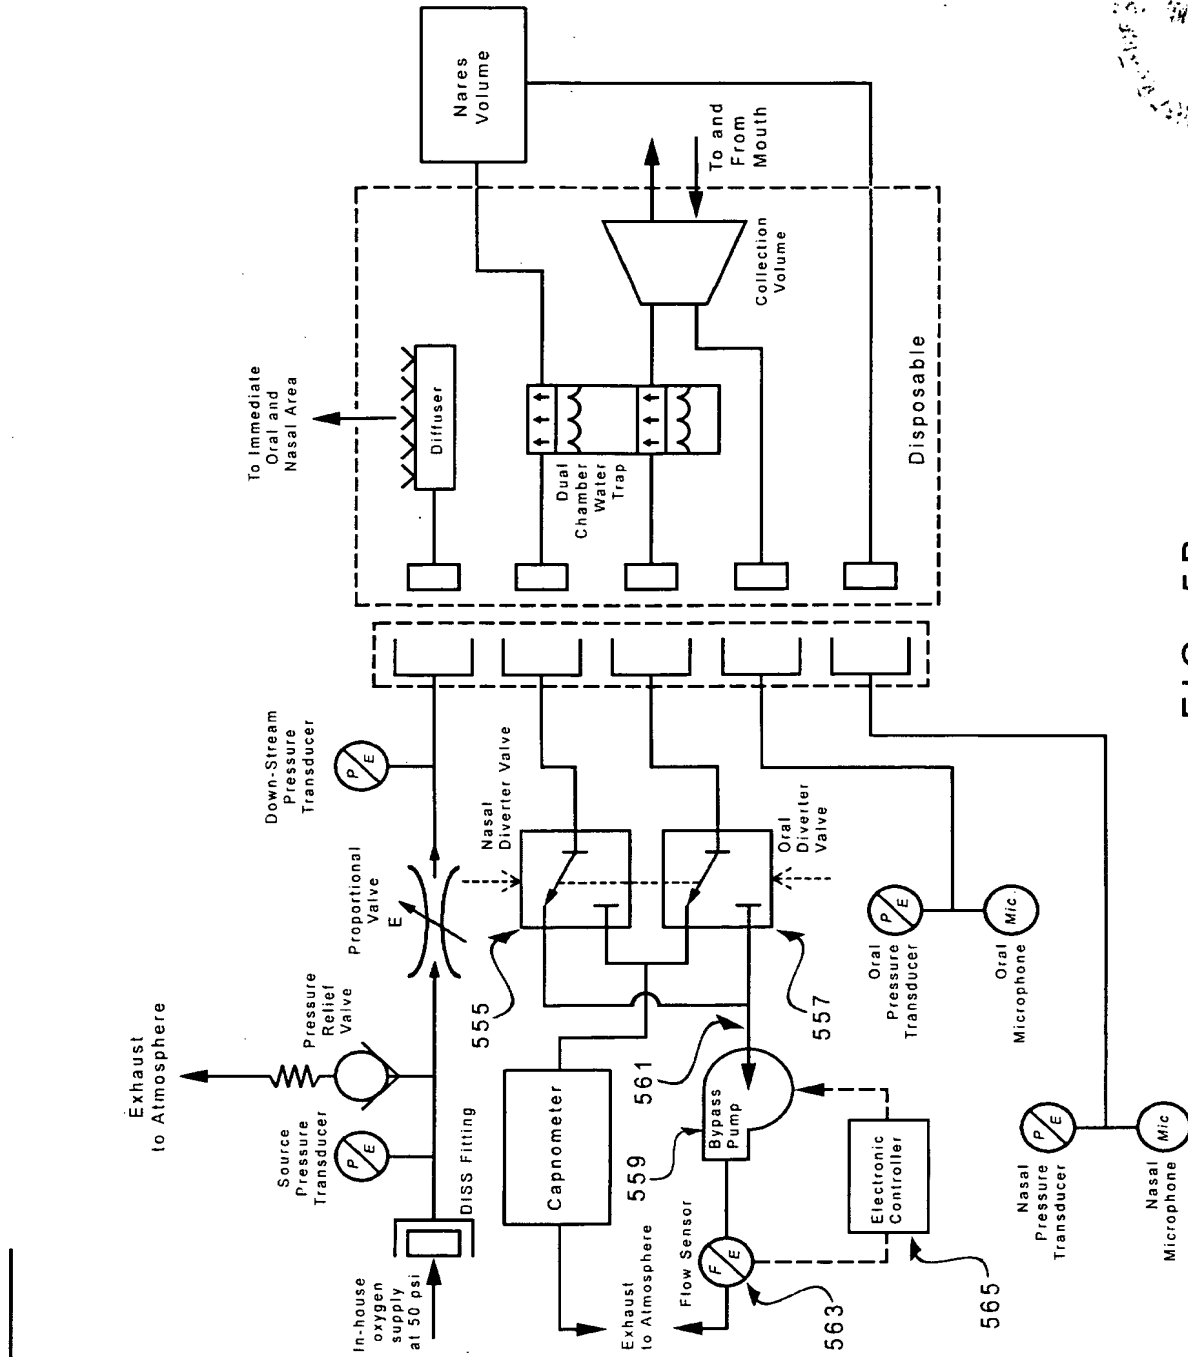 Exhaust
to Atmosphere
In-house
oxygen
supply
at 50 psi
DISS Fitting
Source
Pressure
Transducer
P
E
Pressure
Relief
Valve
Proportional
Valve
E
Down-Stream
Pressure
Transducer
P
E
To Immediate
Oral and
Nasal Area
Diffuser
Nares
Volume
Dual
Chamber
Water
Trap
Collection
Volume
To and
From
Mouth
Disposable
Nasal
Diverter Valve
Oral
Diverter
Valve
555
557
Capnometer
Bypass
Pump
559
561
Flow Sensor
F
E
563
Exhaust
to Atmosphere
Electronic
Controller
565
Oral
Pressure
Transducer
P
E
Mic.
Oral
Microphone
Nasal
Pressure
Transducer
P
E
Mic
Nasal
Microphone